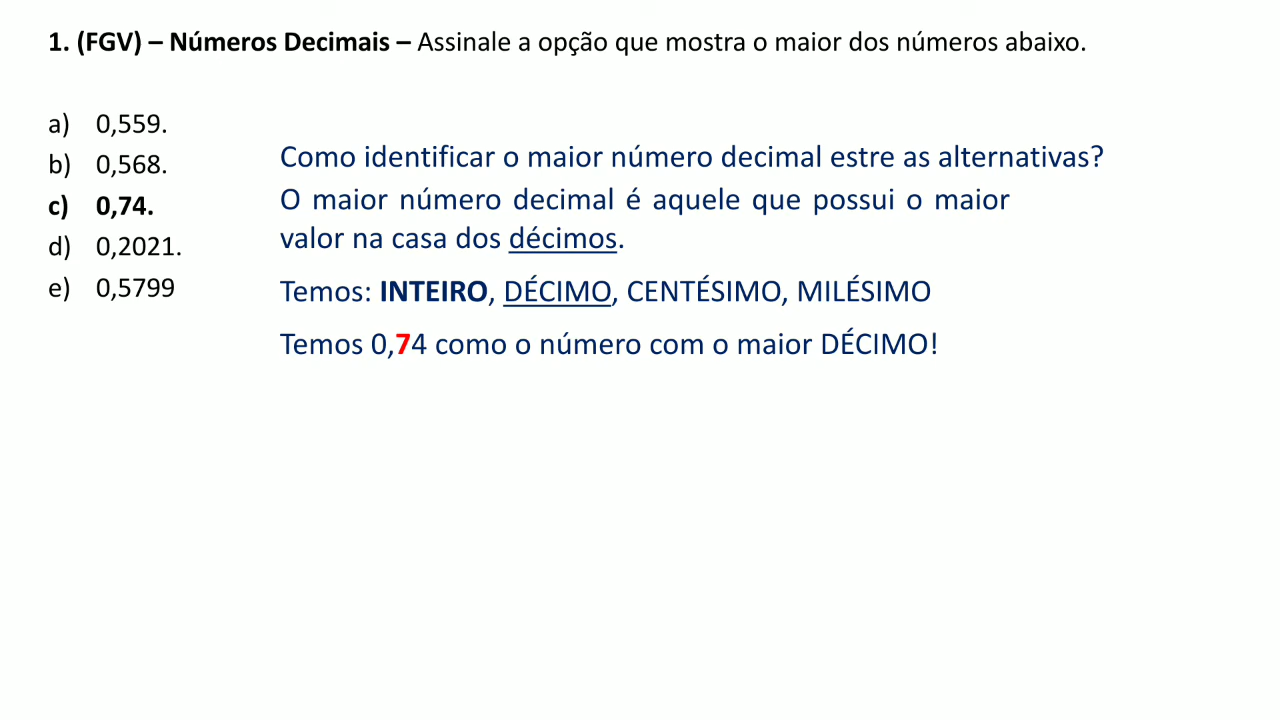 1. (FGV) – Números Decimais – Assinale a opção que mostra o maior dos números abaixo.
a) 0,559.
b) 0,568.
c) 0,74.
d) 0,2021.
e) 0,5799
Como identificar o maior número decimal estre as alternativas?
O maior número decimal é aquele que possui o maior
valor na casa dos décimos.
Temos: INTEIRO, DÉCIMO, CENTÉSIMO, MILÉSIMO
Temos 0,74 como o número com o maior DÉCIMO!